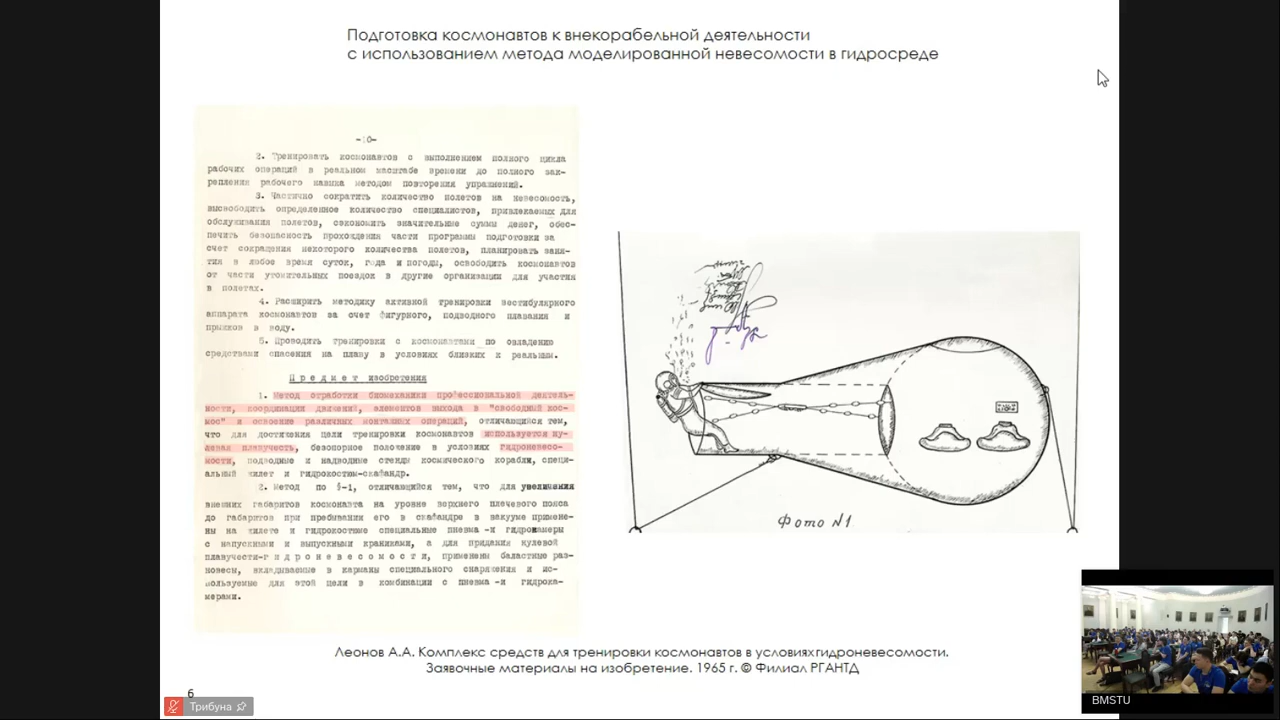 Подготовка космонавтов к внекорабельной деятельности
с использованием метода моделированной невесомости в гидросреде
-10-
2. Тренировать космонавтов с выполнением полного цикла
рабочих операций в реальном масштабе времени до полного зак-
репления рабочего навыка методом повторения упражнений.
3. Частично сократить количество полетов на невесомость,
высвободить определенное количество специалистов, привлекаемых для
обслуживания полетов, сэкономить значительные суммы денег, обес-
печить безопасность прохождения части программы подготовки за
счет сокращения некоторого количества полетов, планировать заня-
тия в любое время суток, года и погоды, освободить космонавтов
от части утомительных поездок в другие организации для участия
в полетах.
4. Расширить методику активной тренировки вестибулярного
аппарата космонавтов за счет фигурного, подводного плавания и
прыжков в воду.
5. Проводить тренировки с космонавтами по овладению
средствами спасения на плаву в условиях близких к реальным.
Предмет изобретения
1. Метод отработки биомеханики профессиональной деятель-
ности, координации движений, элементов выхода в "свободный кос-
мос" и освоение различных монтажных операций, отличающийся тем,
что для достижения цели тренировки космонавтов используется ну-
левая плавучесть, безопорное положение в условиях гидроневесо-
мости, подводные и надводные стенды космического корабля, специ-
альный жилет и гидрокостюм-скафандр.
2. Метод по §-1, отличающийся тем, что для увеличения
внешних габаритов космонавта на уровне верхнего плечевого пояса
до габаритов при пребывании его в скафандре в вакууме примене-
ны на жилете и гидрокостюме специальные пневма-и гидрокамеры
с напускными и выпускными краниками, а для придания нулевой
плавучести-гидроневесомости, применены баластные раз-
новесы, вкладываемые в карманы специального снаряжения и ис-
пользуемые для этой цели в комбинации с пневма-и гидрока-
мерами.
Фото №1
Леонов А.А. Комплекс средств для тренировки космонавтов в условиях гидроневесомости.
Заявочные материалы на изобретение. 1965 г. © Филиал РГАНТД
6
Трибуна
BMSTU